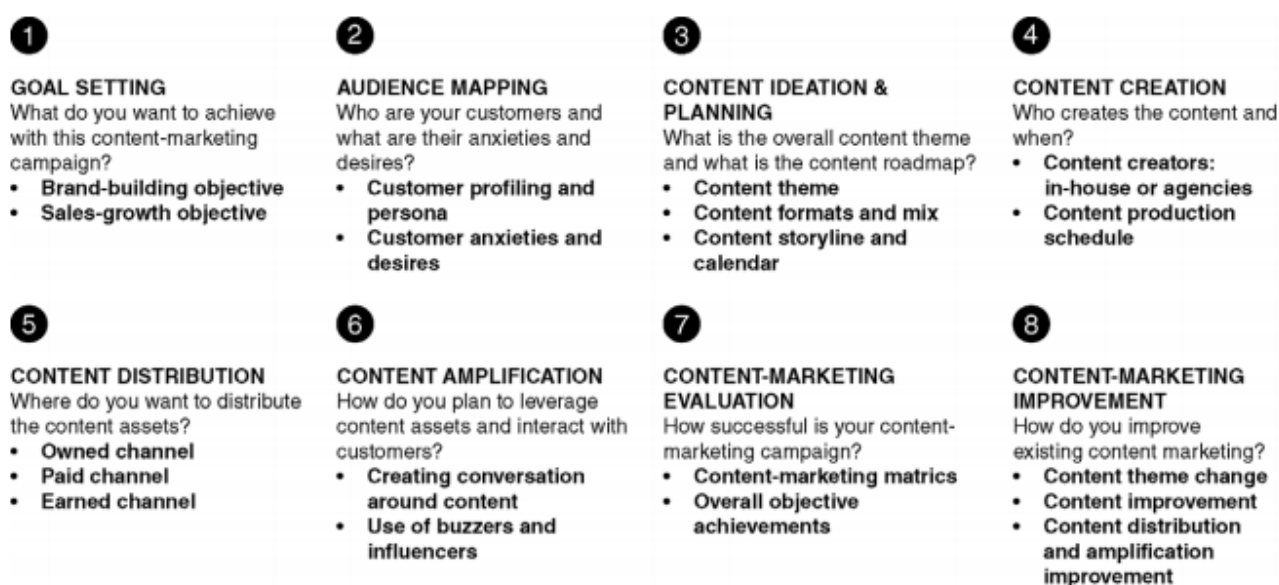 1
GOAL SETTING
What do you want to achieve
with this content-marketing
campaign?
• Brand-building objective
• Sales-growth objective
2
AUDIENCE MAPPING
Who are your customers and
what are their anxieties and
desires?
• Customer profiling and
persona
• Customer anxieties and
desires
3
CONTENT IDEATION &
PLANNING
What is the overall content theme
and what is the content roadmap?
• Content theme
• Content formats and mix
• Content storyline and
calendar
4
CONTENT CREATION
Who creates the content and
when?
• Content creators:
in-house or agencies
• Content production
schedule
5
CONTENT DISTRIBUTION
Where do you want to distribute
the content assets?
• Owned channel
• Paid channel
• Earned channel
6
CONTENT AMPLIFICATION
How do you plan to leverage
content assets and interact with
customers?
• Creating conversation
around content
• Use of buzzers and
influencers
7
CONTENT-MARKETING
EVALUATION
How successful is your content-
marketing campaign?
• Content-marketing matrics
• Overall objective
achievements
8
CONTENT-MARKETING
IMPROVEMENT
How do you improve
existing content marketing?
• Content theme change
• Content improvement
• Content distribution
and amplification
improvement